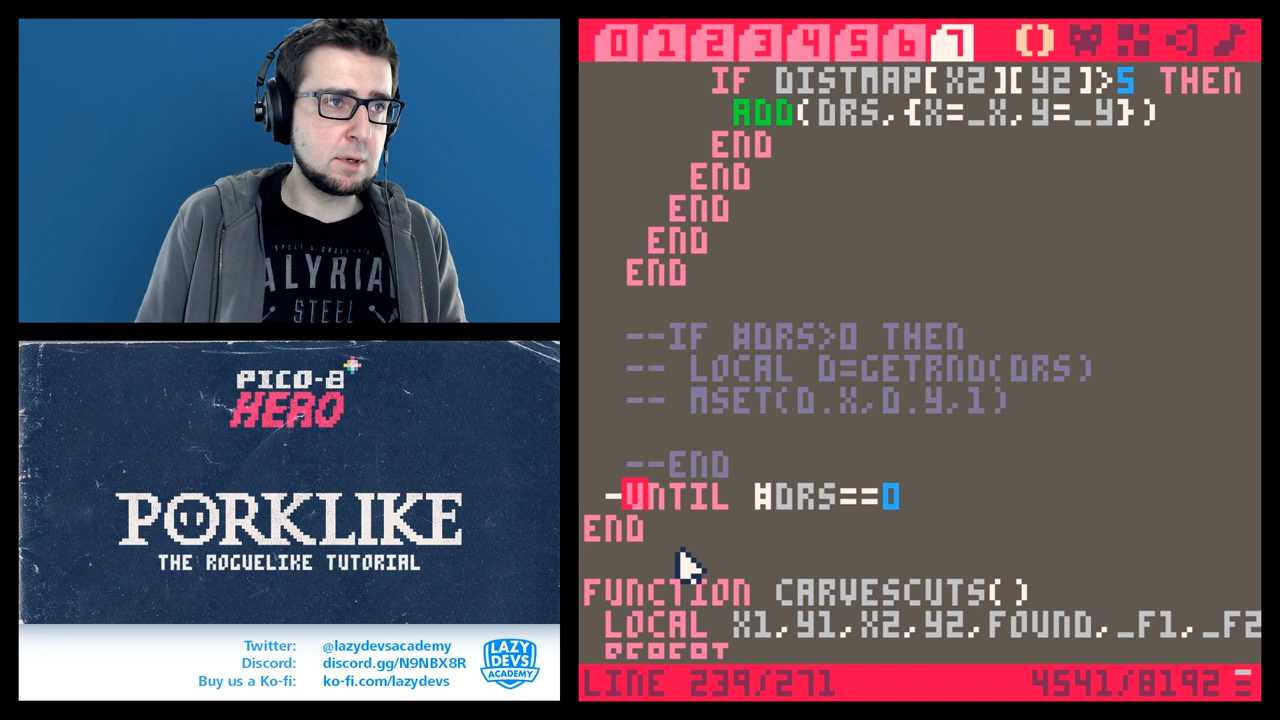 ALYRIA
STEEL
PICO-8
HERO
PORKLIKE
THE ROGUELIKE TUTORIAL
Twitter: @lazydevsacademy
Discord: discord.gg/N9NBX8R
Buy us a Ko-fi: ko-fi.com/lazydevs
LAZY
DEVS
ACADEMY
0 1 2 3 4 5 6 7
IF DISTMAP[X2][Y2]>5 THEN
ADD(DRS,{X=_X,Y=_Y})
END
END
END
END
END
--IF #DRS>0 THEN
-- LOCAL D=GETRND(DRS)
-- MSET(D.X,D.Y,1)
--END
-UNTIL #DRS==0
END
FUNCTION CARVESCUTS()
LOCAL X1,Y1,X2,Y2,FOUND,_F1,_F2
REPEAT
LINE 239/271 4541/8192